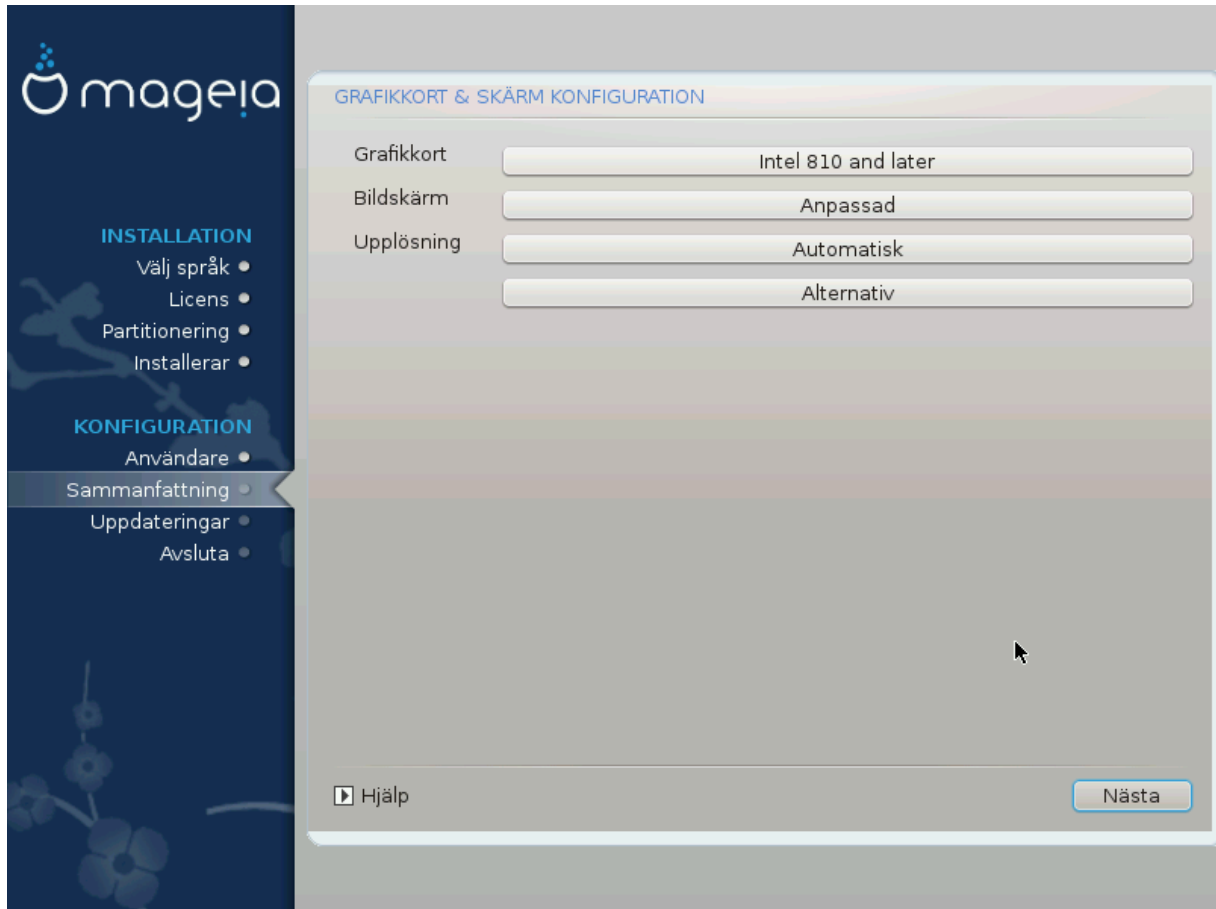 mageia
INSTALLATION
Välj språk
Licens
Partitionering
Installerar
KONFIGURATION
Användare
Sammanfattning
Uppdateringar
Avsluta
GRAFIKKORT & SKÄRM KONFIGURATION
Grafikkort
Intel 810 and later
Bildskärm
Anpassad
Upplösning
Automatisk
Alternativ
Hjälp
Nästa